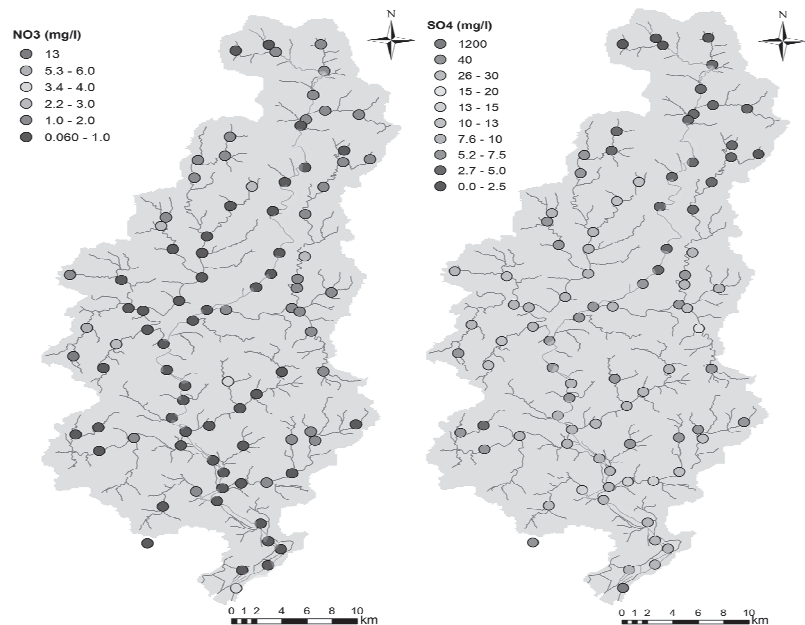 N
NO3 (mg/l)
13
5.3 - 6.0
3.4 - 4.0
2.2 - 3.0
1.0 - 2.0
0.060 - 1.0
0 1 2 4 6 8 10
km
N
SO4 (mg/l)
1200
40
26 - 30
15 - 20
13 - 15
10 - 13
7.6 - 10
5.2 - 7.5
2.7 - 5.0
0.0 - 2.5
0 1 2 4 6 8 10
km